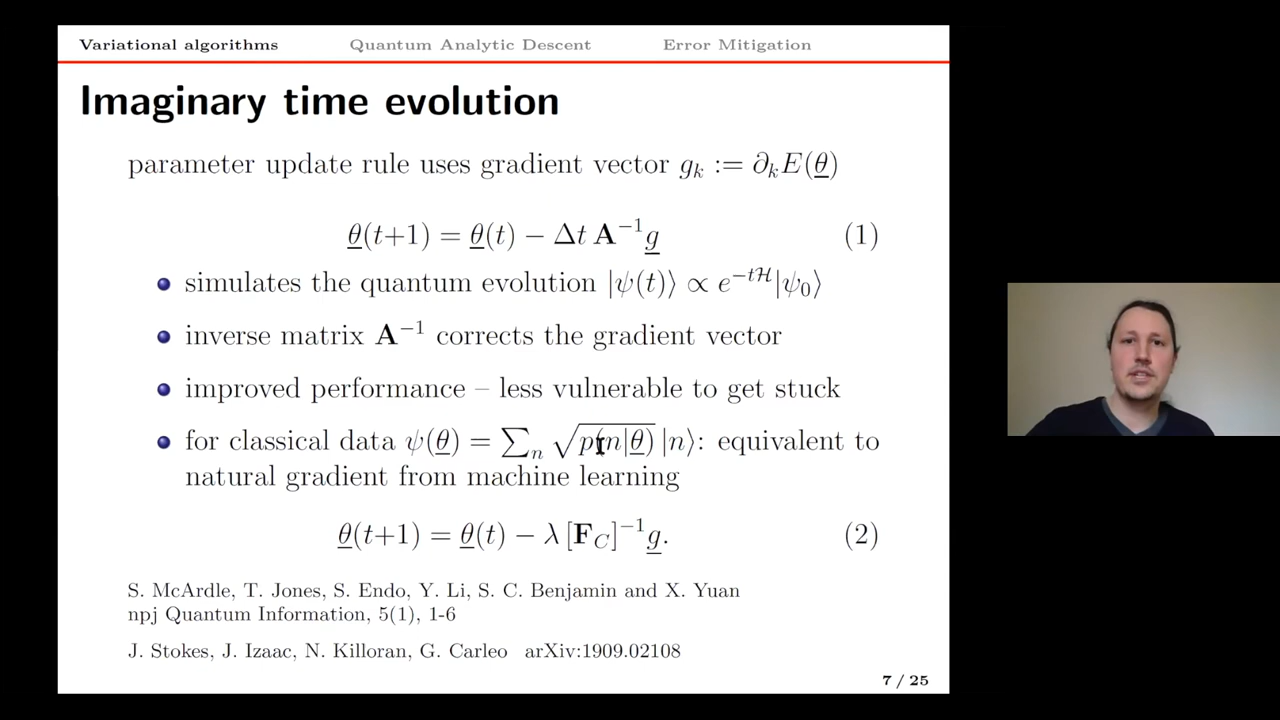 Variational algorithms Quantum Analytic Descent Error Mitigation
Imaginary time evolution
parameter update rule uses gradient vector g_k := ∂_k E(θ)
θ(t+1) = θ(t) − Δt A⁻¹g (1)
simulates the quantum evolution |ψ(t)⟩ ∝ e^{−tℋ}|ψ₀⟩
inverse matrix A⁻¹ corrects the gradient vector
improved performance – less vulnerable to get stuck
for classical data ψ(θ) = ∑_n √p(n|θ) |n⟩: equivalent to
natural gradient from machine learning
θ(t+1) = θ(t) − λ [F_C]⁻¹g. (2)
S. McArdle, T. Jones, S. Endo, Y. Li, S. C. Benjamin and X. Yuan
npj Quantum Information, 5(1), 1-6
J. Stokes, J. Izaac, N. Killoran, G. Carleo arXiv:1909.02108
7 / 25